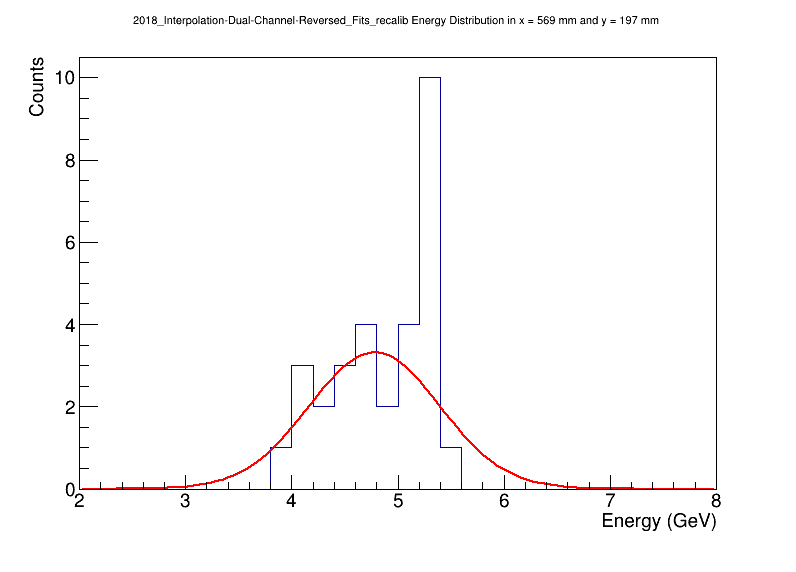 2018_Interpolation-Dual-Channel-Reversed_Fits_recalib Energy Distribution in x = 569 mm and y = 197 mm
Counts
10
8
6
4
2
0
2 3 4 5 6 7 8
Energy (GeV)